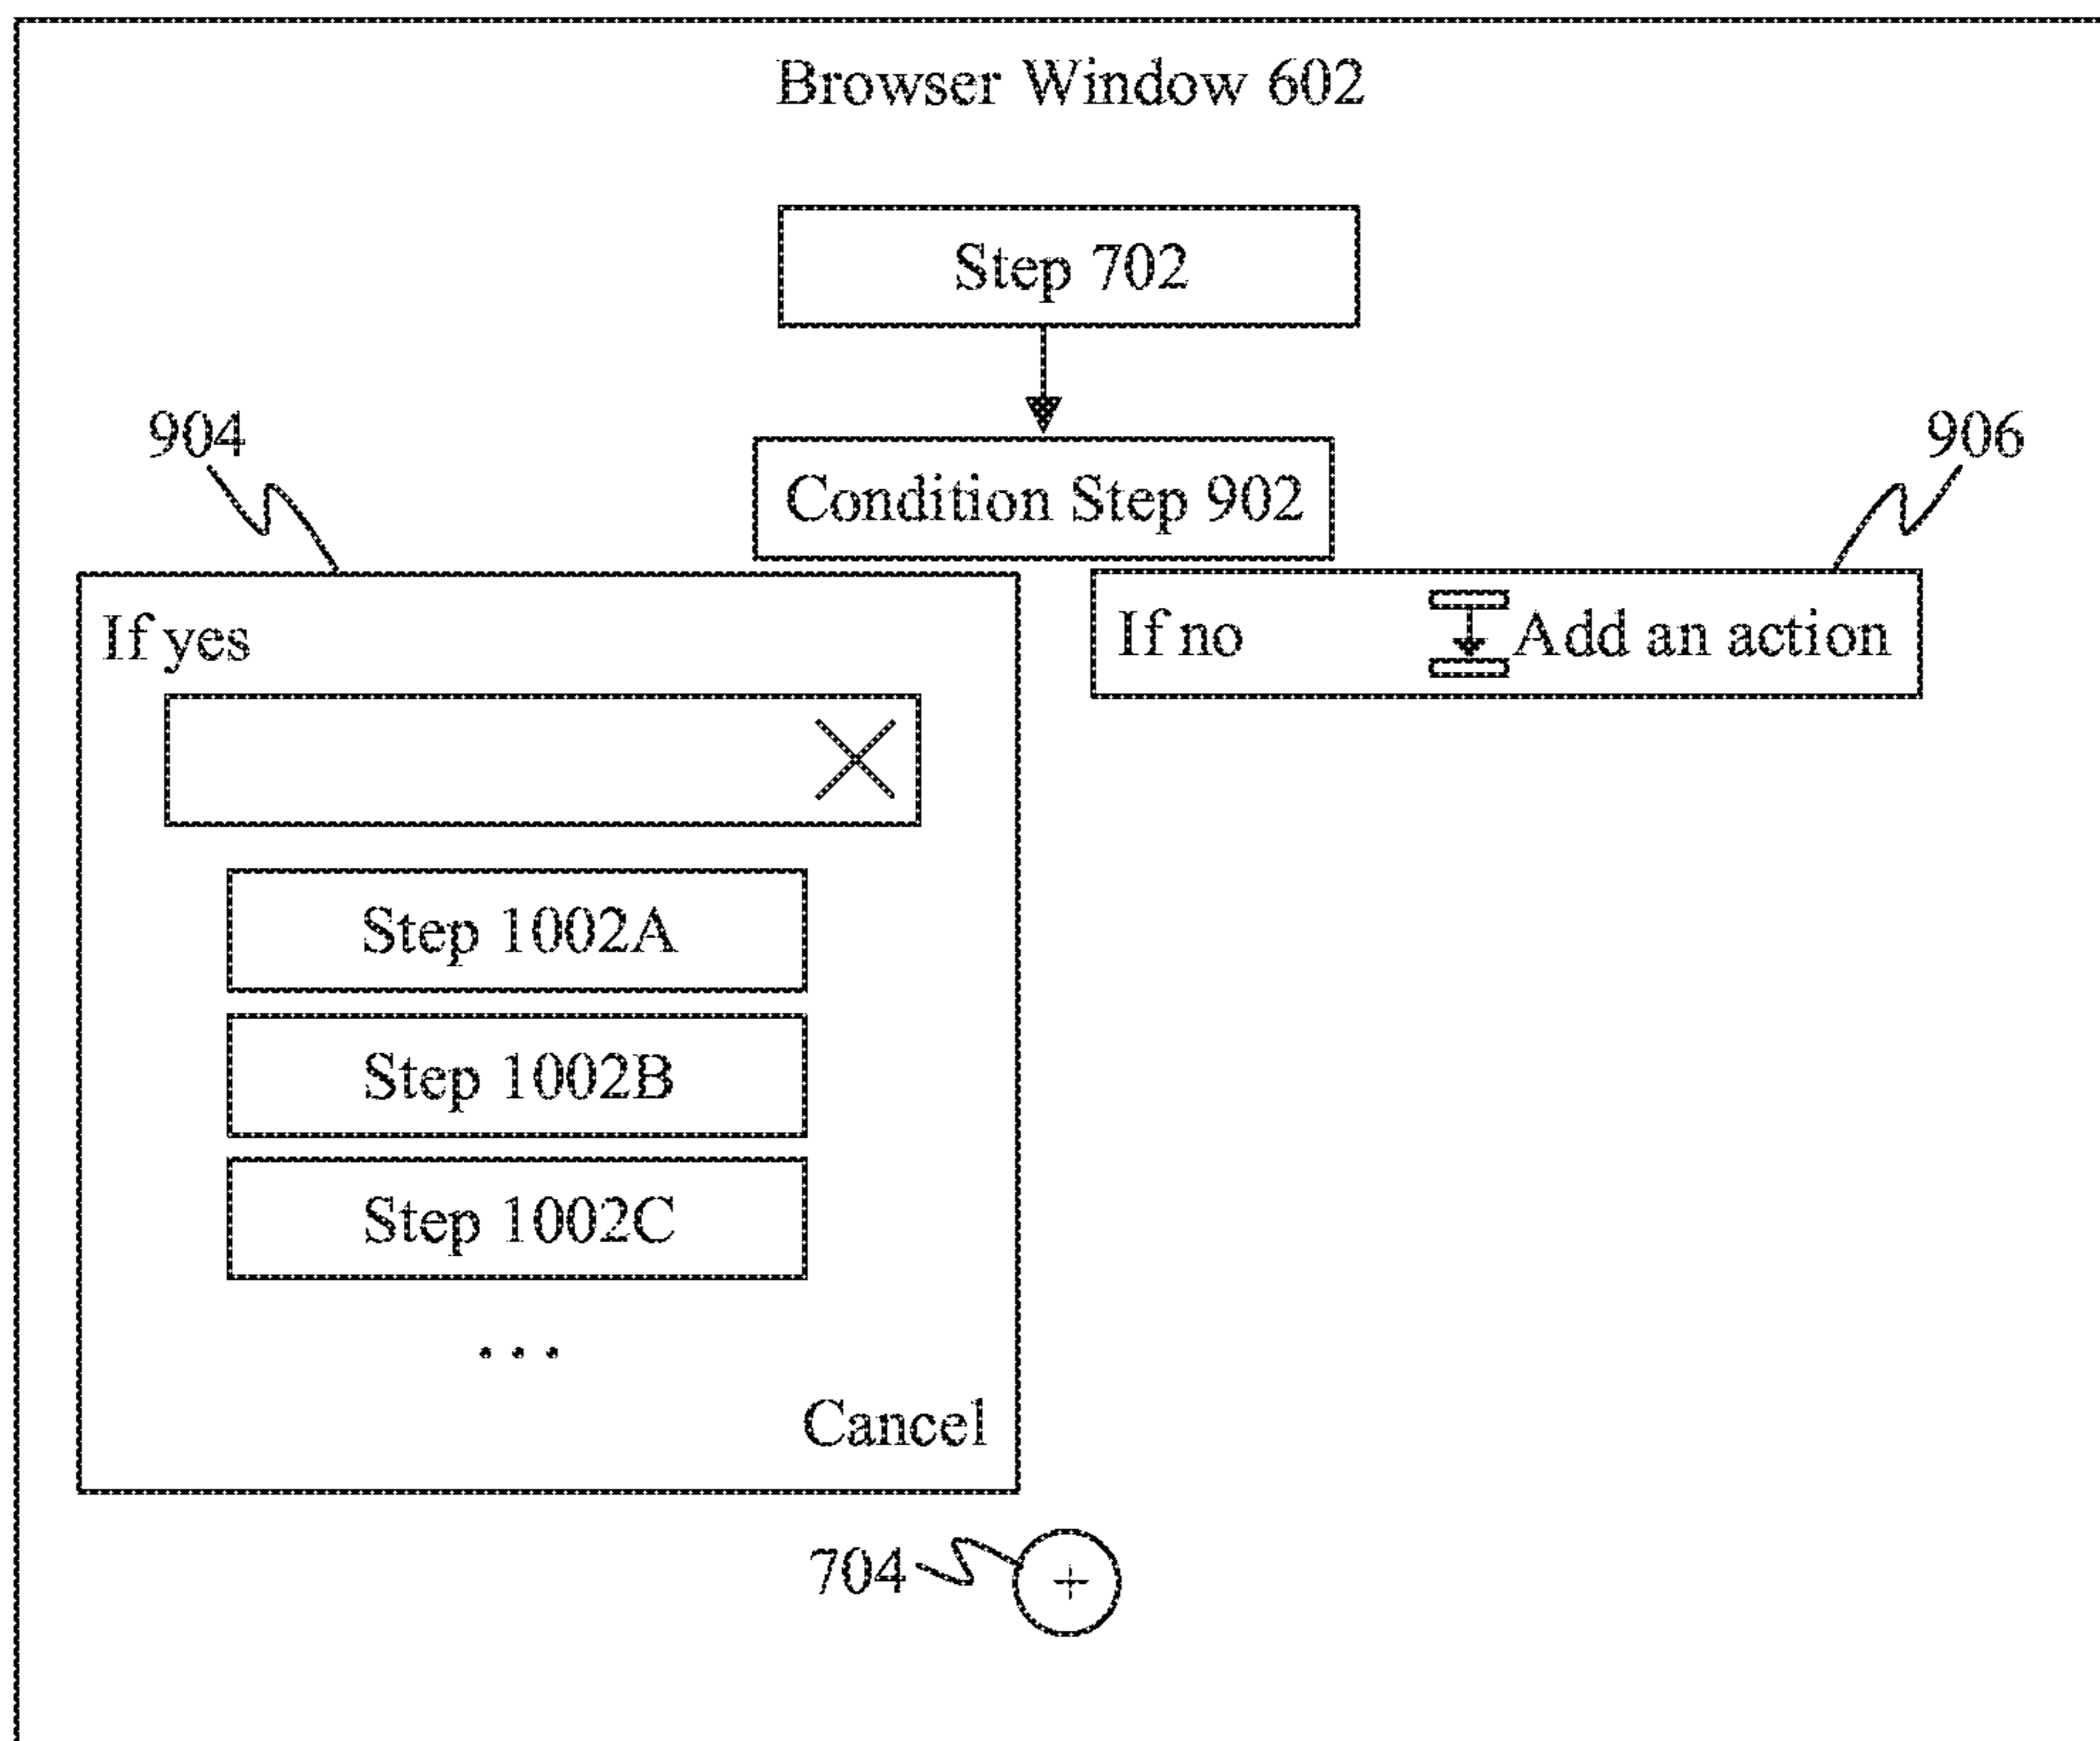 Browser Window 602
Step 702
904
906
Condition Step 902
If yes
If no
Add an action
Step 1002A
Step 1002B
Step 1002C
...
Cancel
704
+